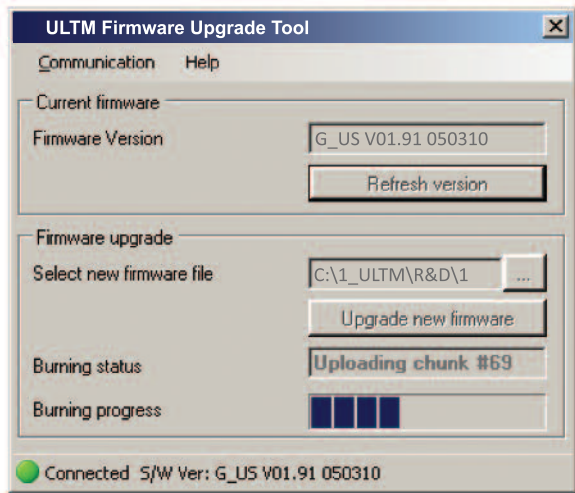 ULTM Firmware Upgrade Tool
Communication Help
Current firmware
Firmware Version G_US V01.91 050310
Refresh version
Firmware upgrade
Select new firmware file C:\1_ULTM\R&D\1 ...
Upgrade new firmware
Burning status Uploading chunk #69
Burning progress
Connected S/W Ver: G_US V01.91 050310